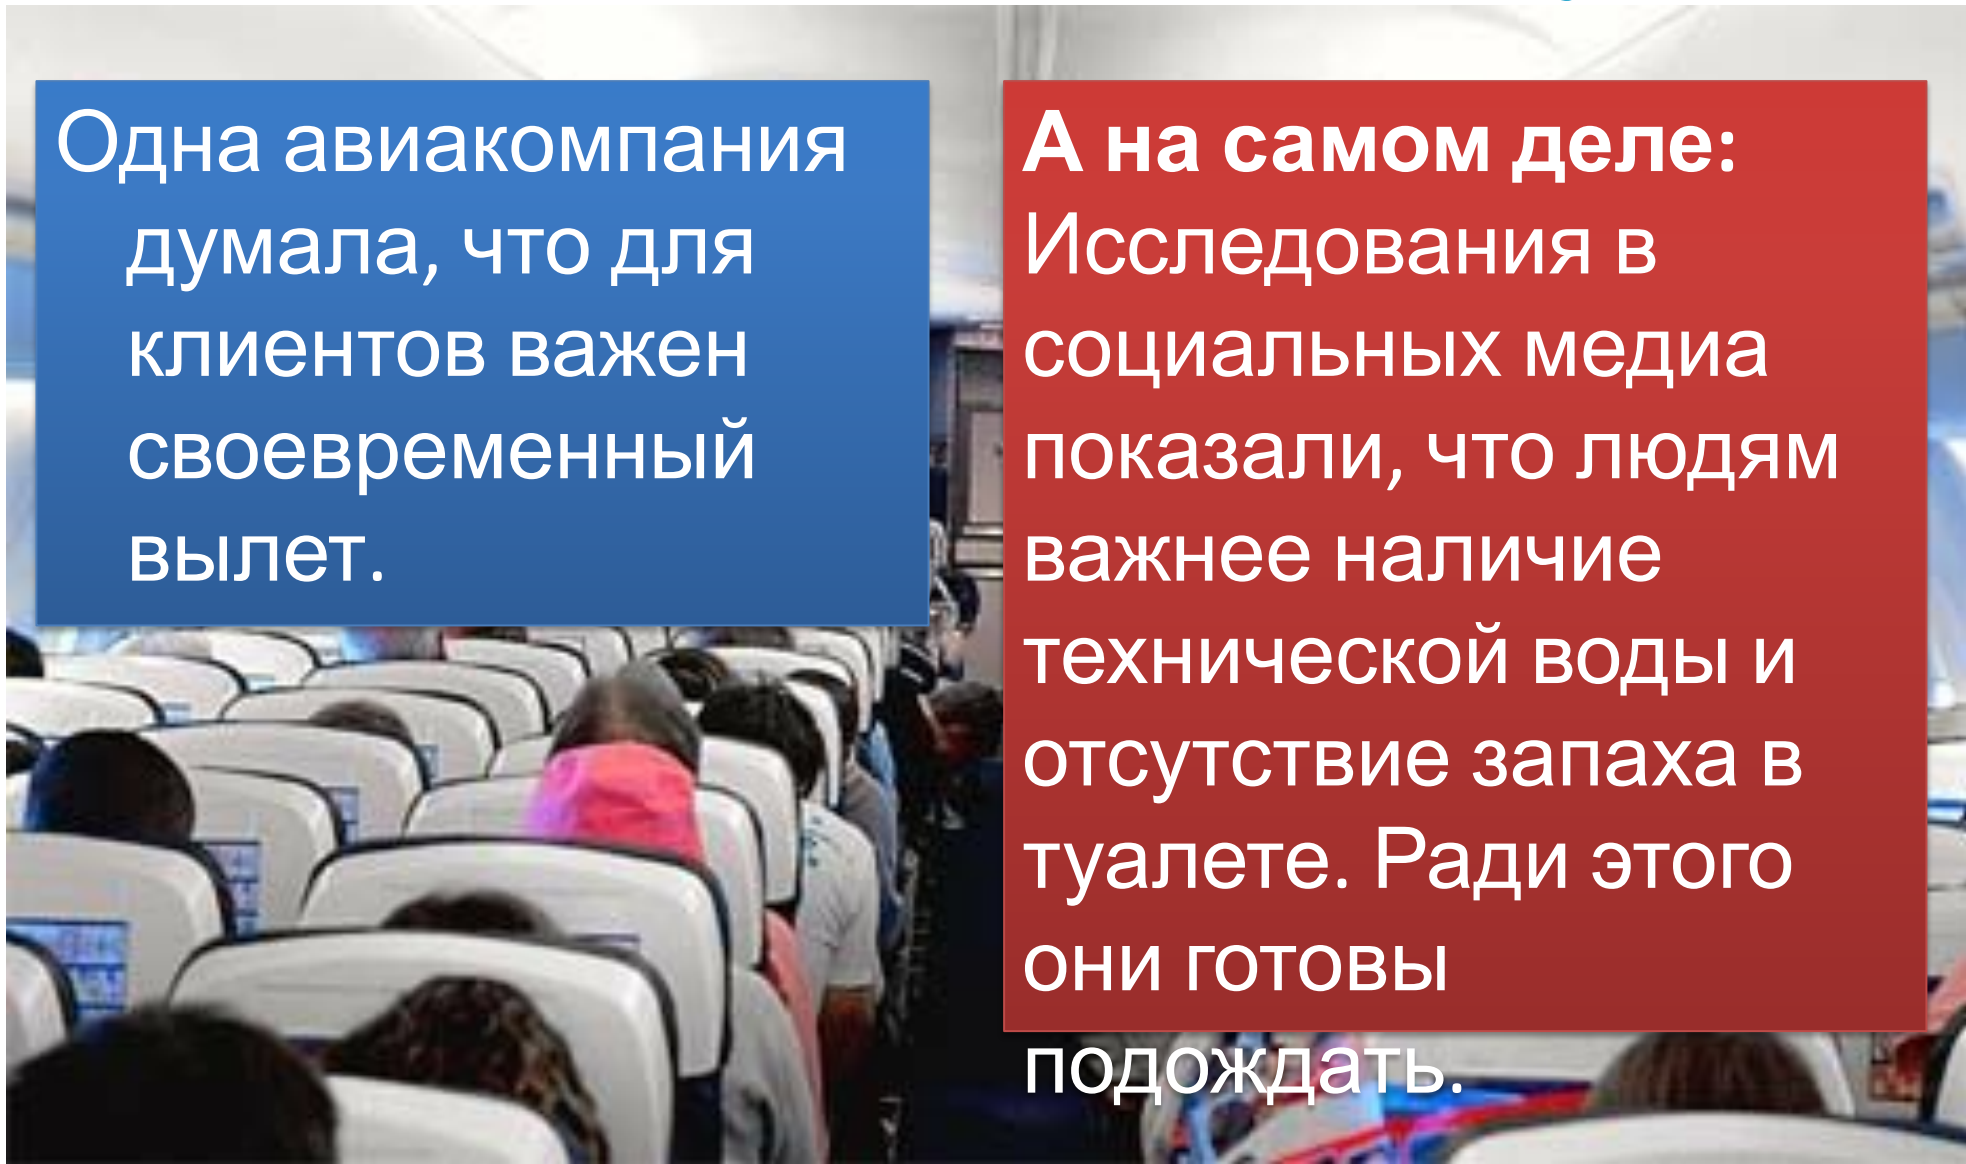 Одна авиакомпания
думала, что для
клиентов важен
своевременный
вылет.
А на самом деле:
Исследования в
социальных медиа
показали, что людям
важнее наличие
технической воды и
отсутствие запаха в
туалете. Ради этого
они готовы
подождать.